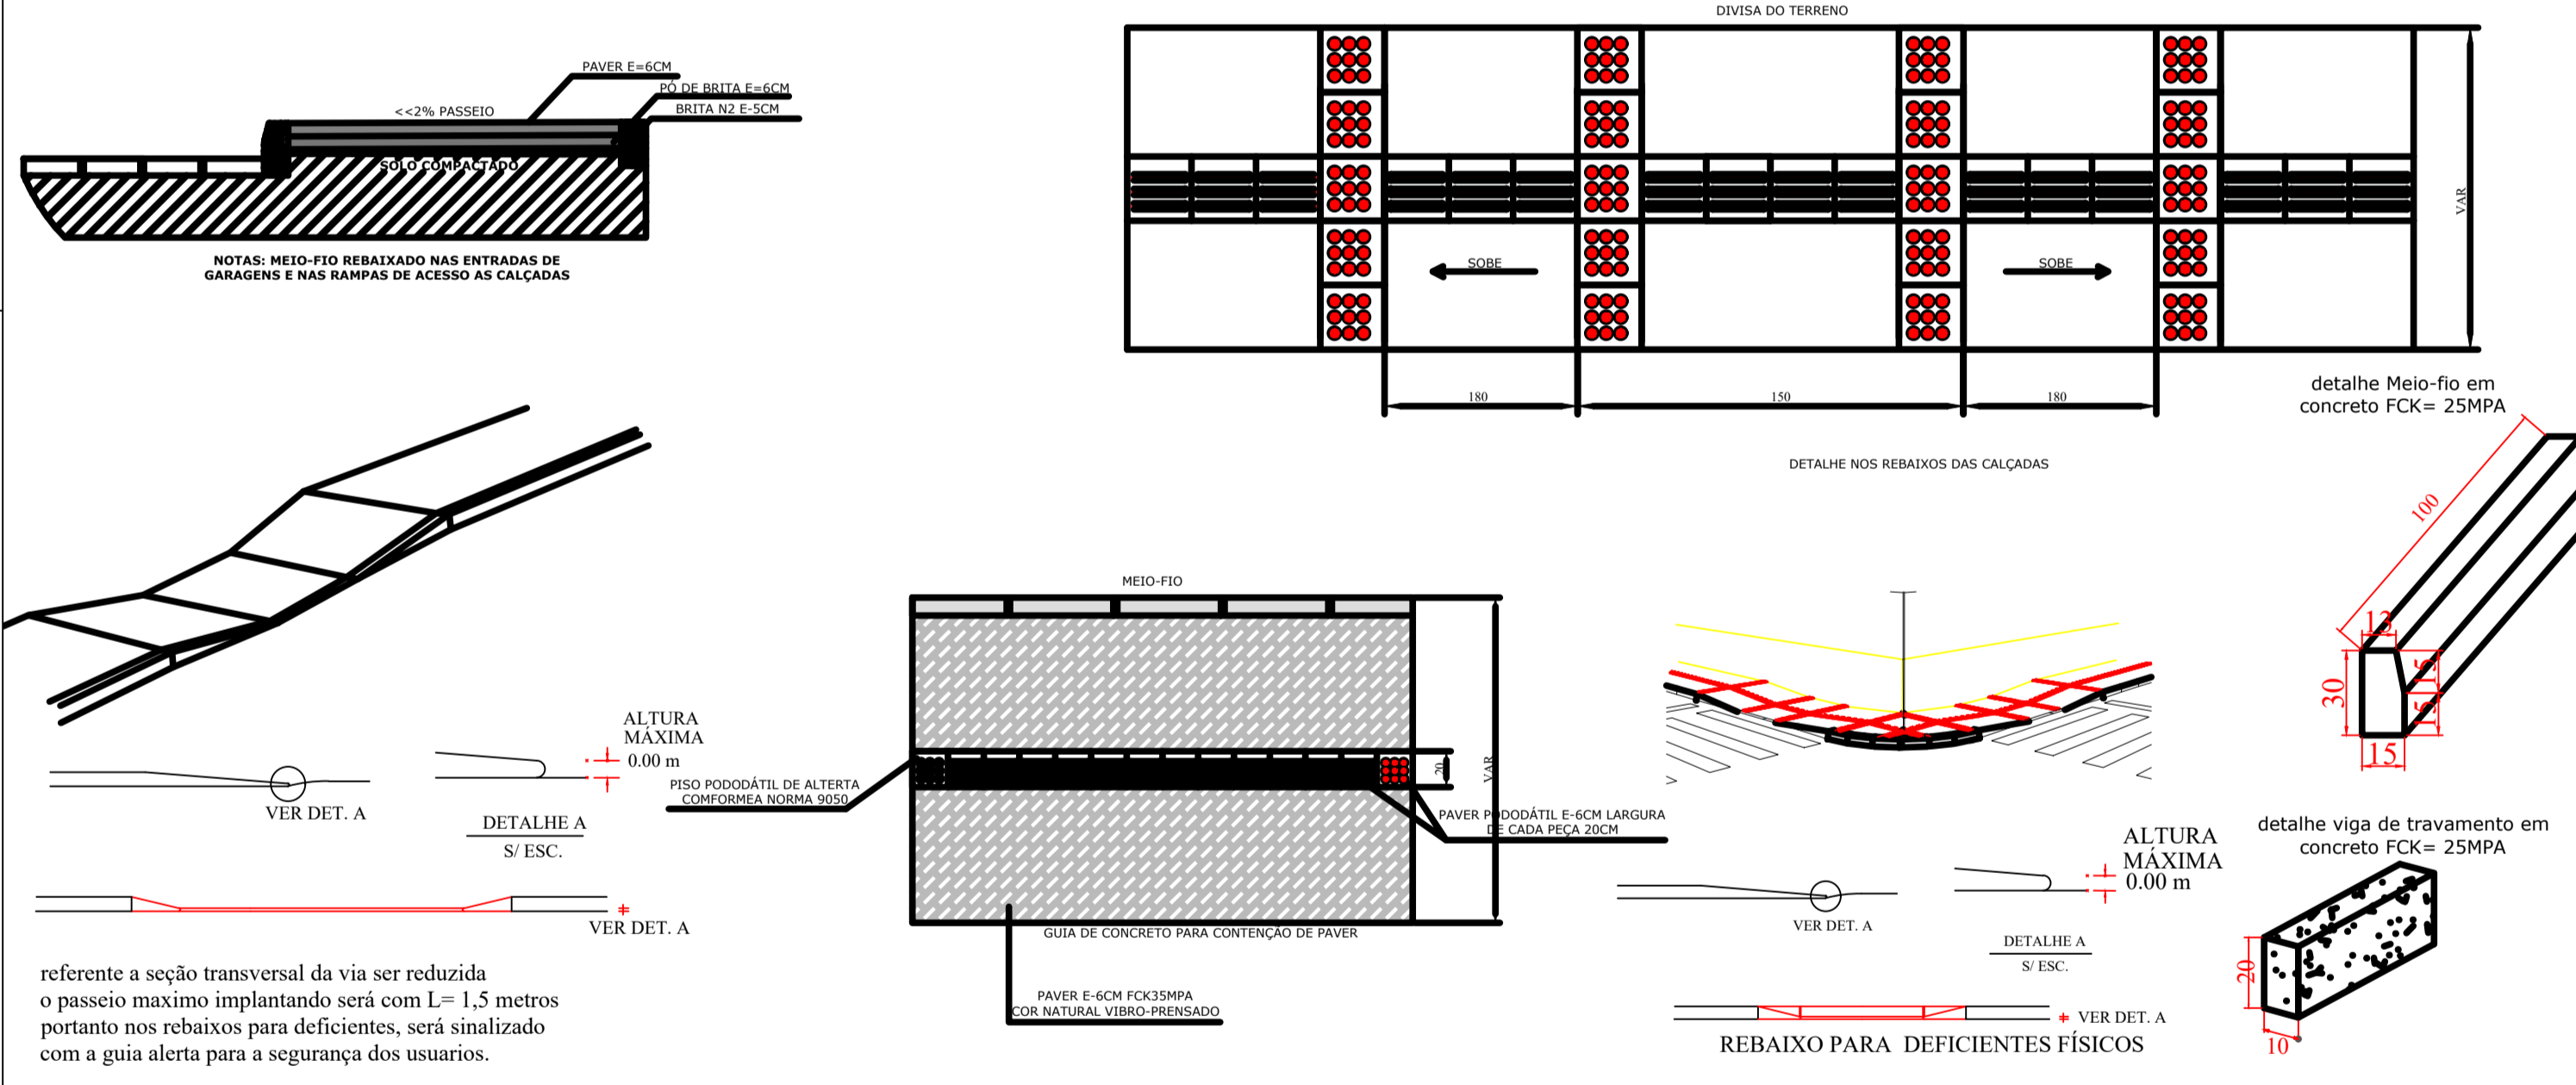 DIVISA DO TERRENO
PAVER E=6CM
PÓ DE BRITA E=6CM
BRITA N2 E-5CM
<<2% PASSEIO
SOLO COMPACTADO
NOTAS: MEIO-FIO REBAIXADO NAS ENTRADAS DE
GARAGENS E NAS RAMPAS DE ACESSO AS CALÇADAS
SOBE
SOBE
VAR
180
150
180
DETALHE NOS REBAIXOS DAS CALÇADAS
detalhe Meio-fio em
concreto FCK= 25MPA
100
13
15
15
30
15
MEIO-FIO
20
VAR
PISO PODODÁTIL DE ALTERTA
COMFORMEA NORMA 9050
PAVER PODODÁTIL E-6CM LARGURA
DE CADA PEÇA 20CM
GUIA DE CONCRETO PARA CONTENÇÃO DE PAVER
PAVER E-6CM FCK35MPA
COR NATURAL VIBRO-PRENSADO
ALTURA
MÁXIMA
0.00 m
VER DET. A
DETALHE A
S/ ESC.
VER DET. A
referente a seção transversal da via ser reduzida
o passeio maximo implantando será com L= 1,5 metros
portanto nos rebaixos para deficientes, será sinalizado
com a guia alerta para a segurança dos usuarios.
ALTURA
MÁXIMA
0.00 m
VER DET. A
DETALHE A
S/ ESC.
VER DET. A
REBAIXO PARA DEFICIENTES FÍSICOS
detalhe viga de travamento em
concreto FCK= 25MPA
20
10